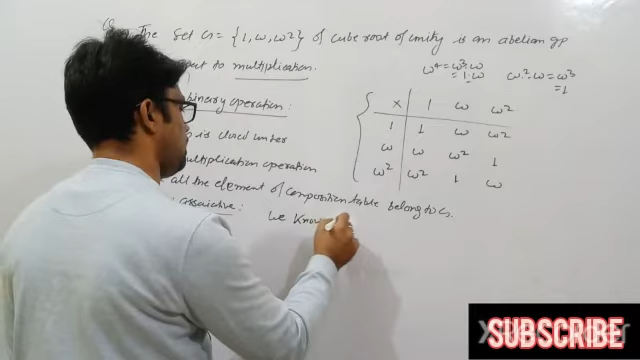 The set G = {1, ω, ω²} of cube root of unity is an abelian gp
pect to multiplication.
ω⁴ = ω³·ω
= 1·ω
ω²·ω = ω³
= 1
binary operation:
× 1 ω ω²
1 1 ω ω²
ω ω ω² 1
ω² ω² 1 ω
is closed under
multiplication operation
all the element of composition table belong to G.
associative: we know
SUBSCRIBE